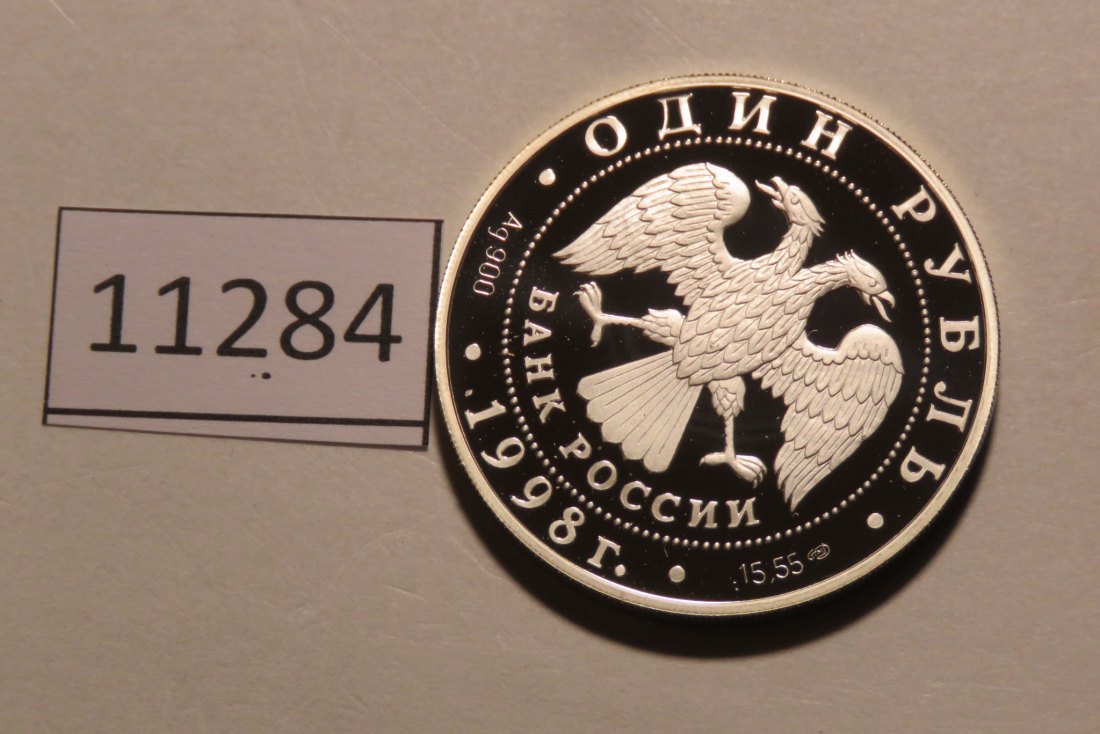 11284
ОДИН РУБЛЬ
Ag 900
БАНК РОССИИ
1998 г.
15,55